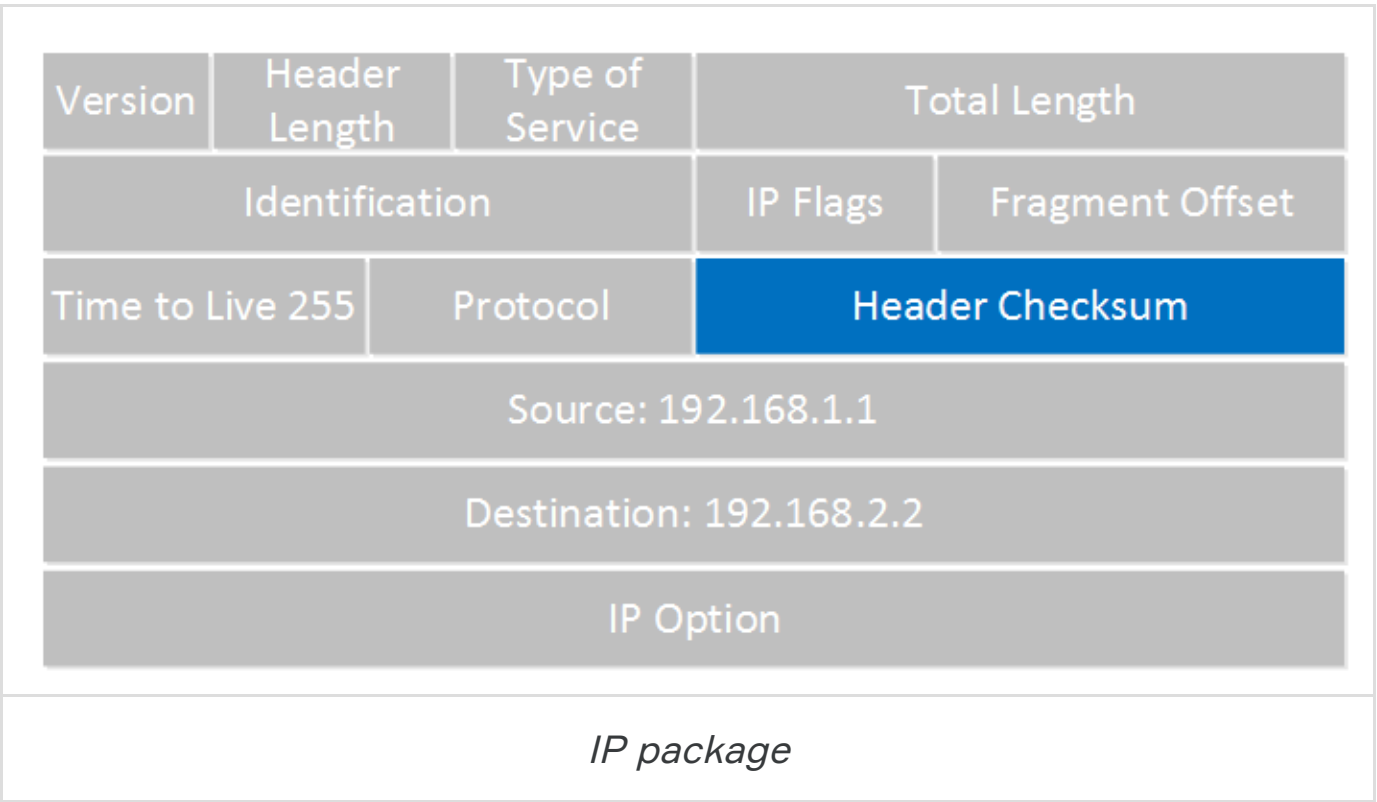 Version
Header
Length
Type of
Service
Total Length
Identification
IP Flags
Fragment Offset
Time to Live 255
Protocol
Header Checksum
Source: 192.168.1.1
Destination: 192.168.2.2
IP Option
IP package